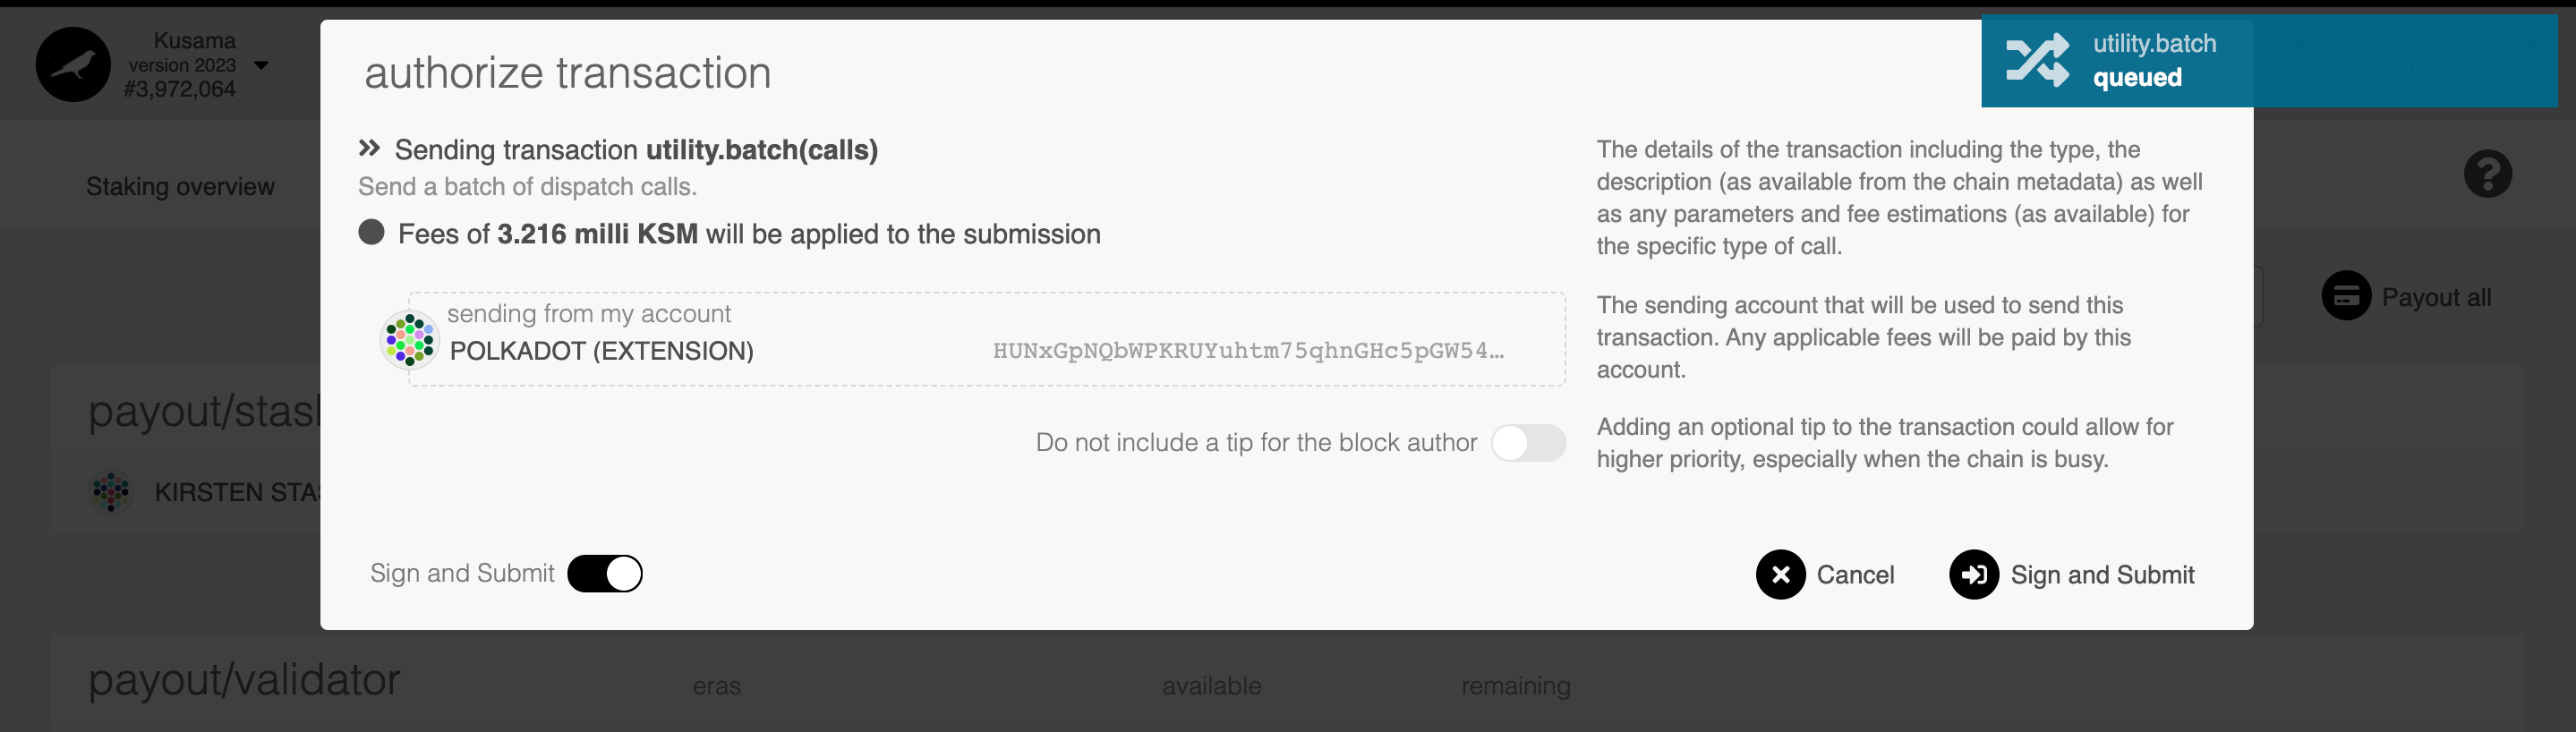 Kusama
version 2023
#3,972,064
Staking overview
authorize transaction
Sending transaction utility.batch(calls)
Send a batch of dispatch calls.
Fees of 3.216 milli KSM will be applied to the submission
sending from my account
POLKADOT (EXTENSION)
HUNxGpNQbWPKRUYuhtm75qhnGHc5pGW54…
Do not include a tip for the block author
Sign and Submit
The details of the transaction including the type, the
description (as available from the chain metadata) as well
as any parameters and fee estimations (as available) for
the specific type of call.
The sending account that will be used to send this
transaction. Any applicable fees will be paid by this
account.
Adding an optional tip to the transaction could allow for
higher priority, especially when the chain is busy.
Cancel
Sign and Submit
utility.batch
queued
Payout all
payout/stas
KIRSTEN STAS
payout/validator
eras
available
remaining